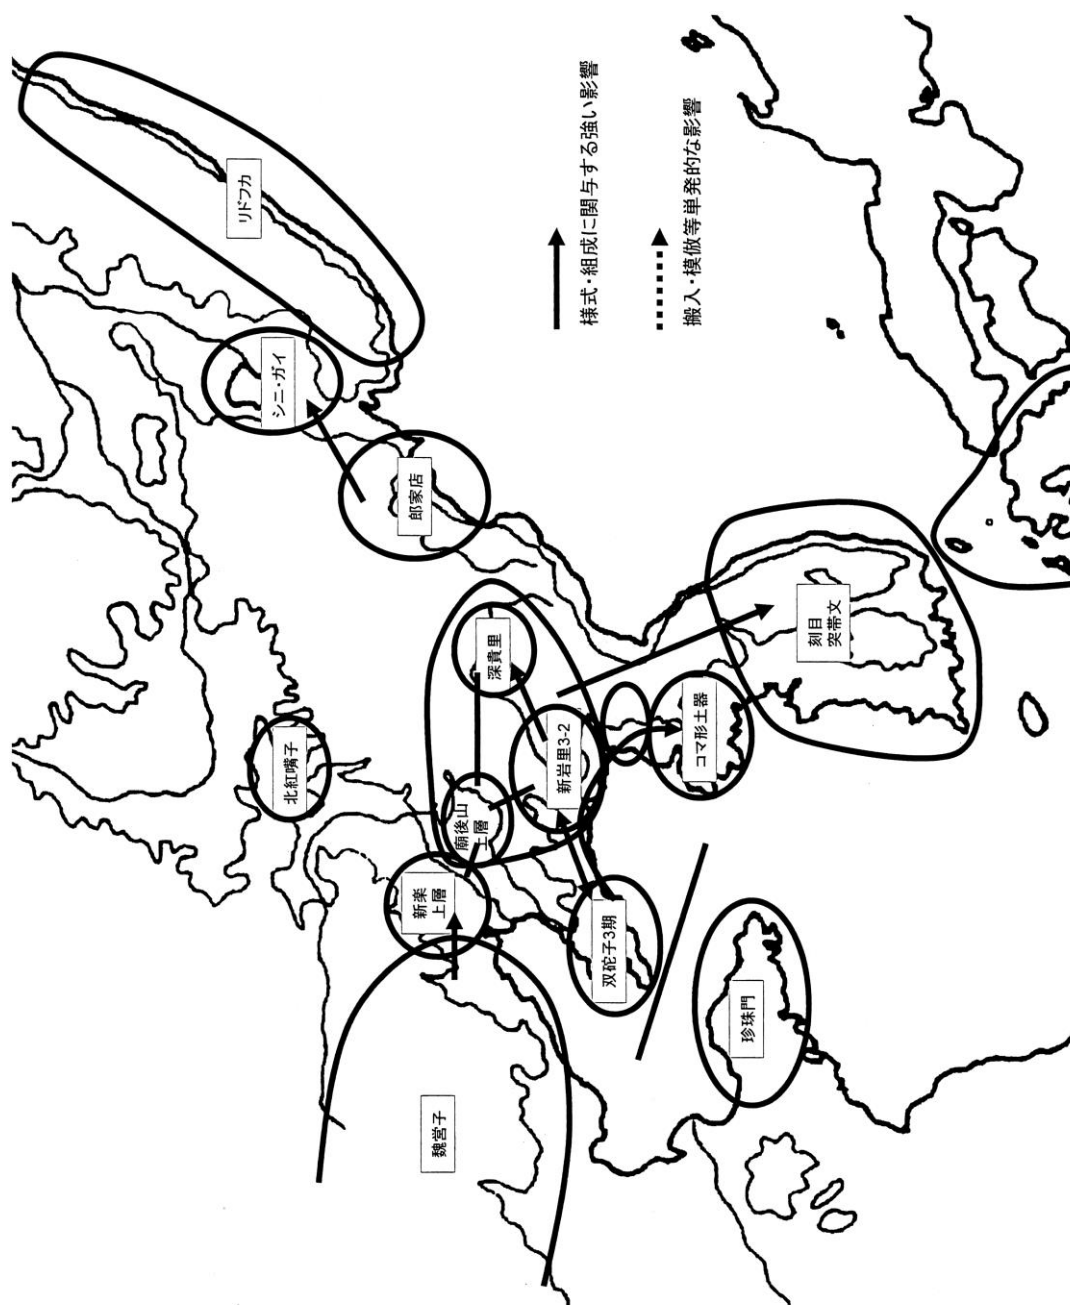 リドフカ
シニ・ガイ
郎家店
北紅嘴子
深貴里
廟後山
上層
新岩里3-2
新楽
上層
双砣子3期
魏営子
珍珠門
コマ形土器
刻目
突帯文
様式・組成に関与する強い影響
搬入・模倣等単発的な影響